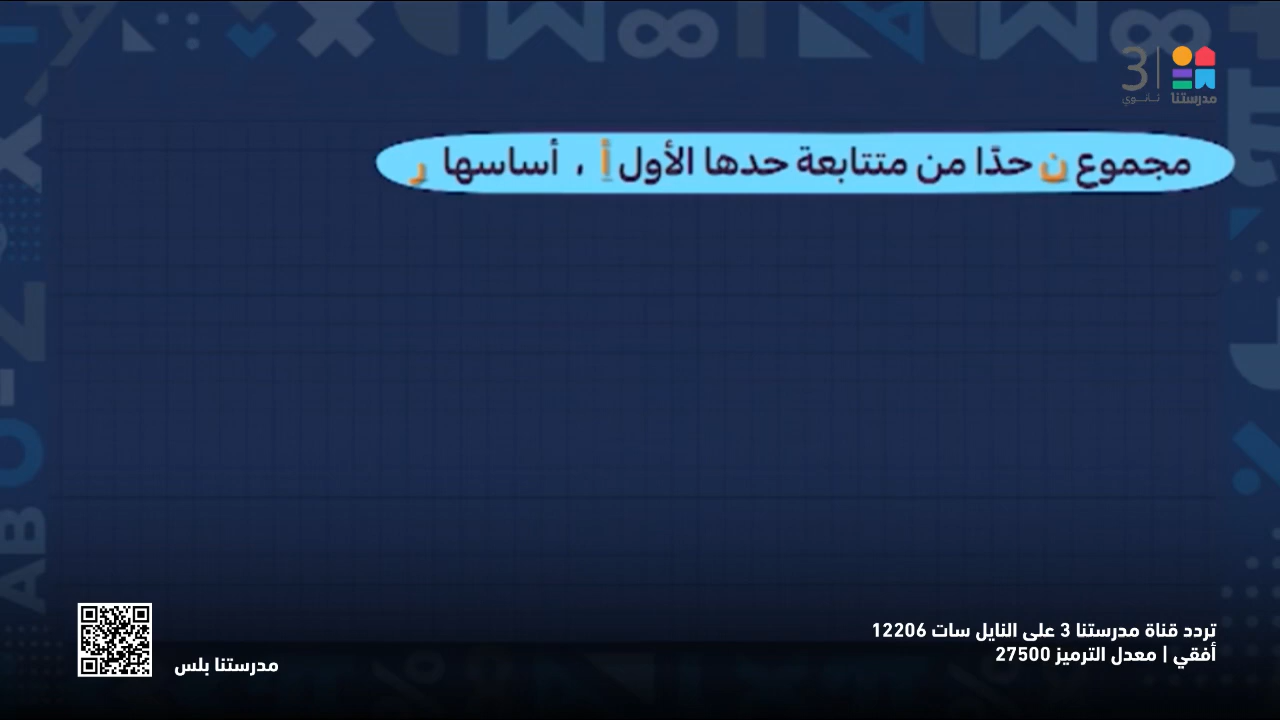 3
ثانوي
مدرستنا
مجموع ن حدًا من متتابعة حدها الأول أ ، أساسها ر
تردد قناة مدرستنا 3 على النايل سات 12206
أفقي | معدل الترميز 27500
مدرستنا بلس